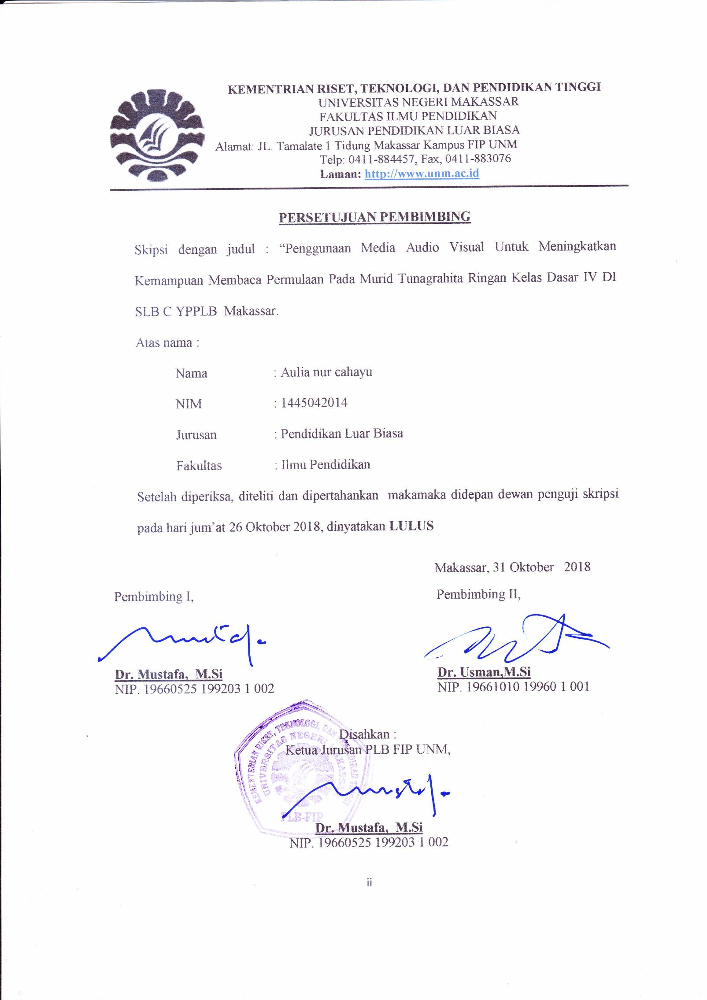 KEMENTRIAN RISET, TEKNOLOGI, DAN PENDIDIKAN TINGGI
UNIVERSITAS NEGERI MAKASSAR
FAKULTAS ILMU PENDIDIKAN
JURUSAN PENDIDIKAN LUAR BIASA
Alamat: JL. Tamalate 1 Tidung Makassar Kampus FIP UNM
Telp: 0411-884457, Fax, 0411-883076
Laman: http://www.unm.ac.id
PERSETUJUAN PEMBIMBING
Skipsi dengan judul : “Penggunaan Media Audio Visual Untuk Meningkatkan
Kemampuan Membaca Permulaan Pada Murid Tunagrahita Ringan Kelas Dasar IV DI
SLB C YPPLB Makassar.
Atas nama :
Nama : Aulia nur cahayu
NIM : 1445042014
Jurusan : Pendidikan Luar Biasa
Fakultas : Ilmu Pendidikan
Setelah diperiksa, diteliti dan dipertahankan makamaka didepan dewan penguji skripsi
pada hari jum’at 26 Oktober 2018, dinyatakan LULUS
Makassar, 31 Oktober 2018
Pembimbing I, Pembimbing II,
Dr. Mustafa, M.Si Dr. Usman,M.Si
NIP. 19660525 199203 1 002 NIP. 19661010 19960 1 001
KEMENTERIAN RISET, TEKNOLOGI, DAN PENDIDIKAN TINGGI
UNIVERSITAS NEGERI MAKASSAR
PLB-FIP
Disahkan :
Ketua Jurusan PLB FIP UNM,
Dr. Mustafa, M.Si
NIP. 19660525 199203 1 002
ii